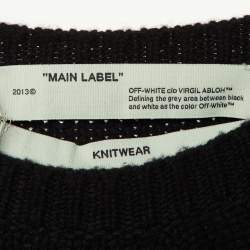 "MAIN LABEL"
2013©
OFF-WHITE c/o VIRGIL ABLOH™
Defining the grey area between black
and white as the color Off-White™
KNITWEAR